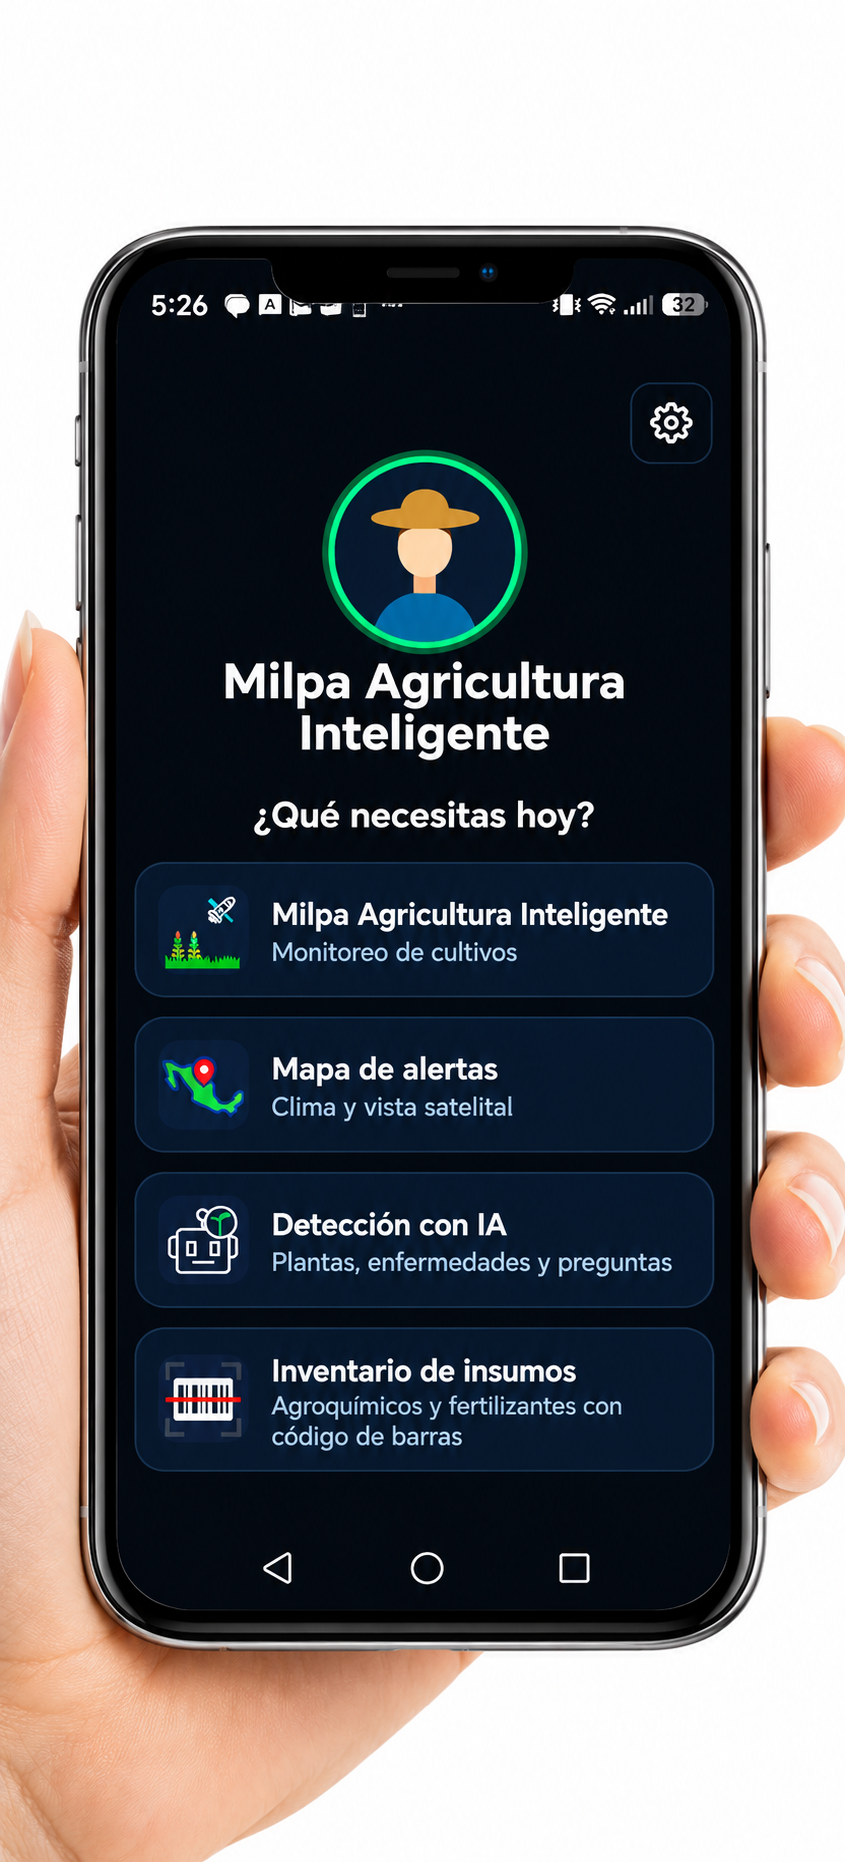 5:26
A
32
Milpa Agricultura
Inteligente
¿Qué necesitas hoy?
Milpa Agricultura Inteligente
Monitoreo de cultivos
Mapa de alertas
Clima y vista satelital
Detección con IA
Plantas, enfermedades y preguntas
Inventario de insumos
Agroquímicos y fertilizantes con
código de barras